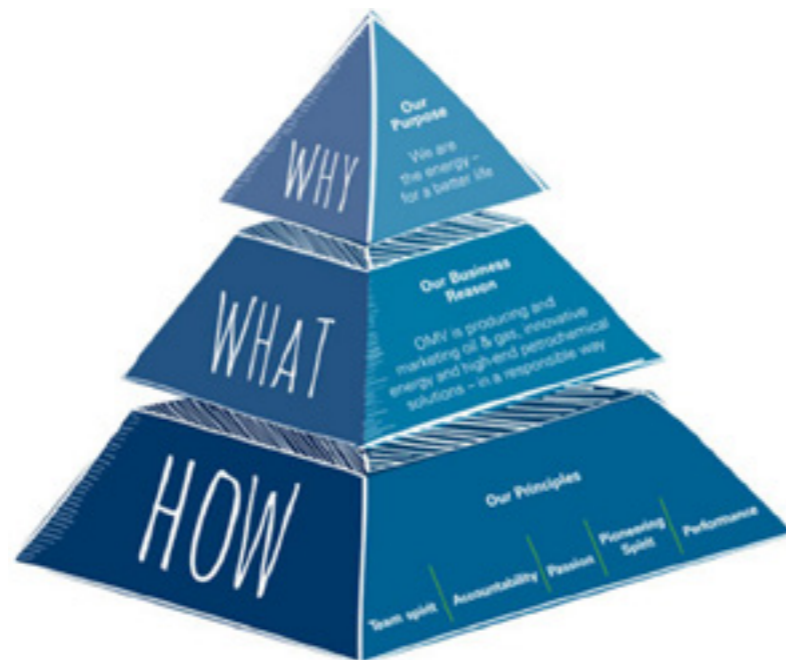 WHY
Our
Purpose
We are
the energy –
for a better life
WHAT
Our Business
Reason
OMV is producing and
marketing oil & gas, innovative
energy and high-end petrochemical
solutions – in a responsible way
HOW
Our Principles
Team spirit
Accountability
Passion
Pioneering
Spirit
Performance